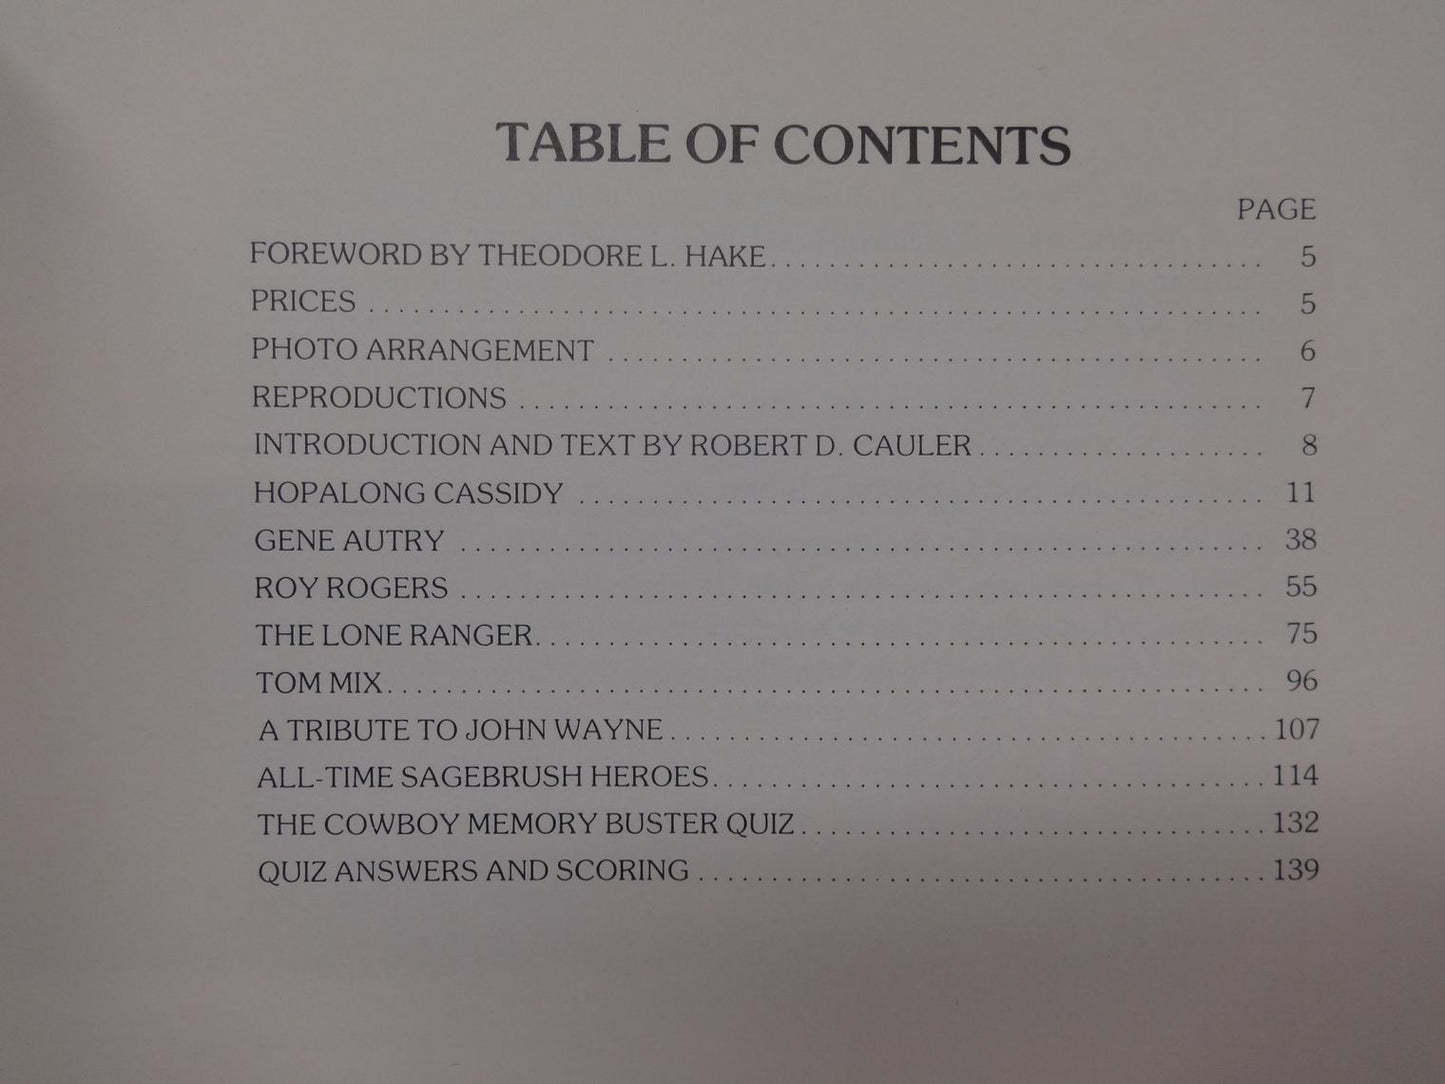 TABLE OF CONTENTS
PAGE
FOREWORD BY THEODORE L. HAKE. . . . . . . . . . . . . . . . . . . . . . . . . . . . . . . . . . 5
PRICES . . . . . . . . . . . . . . . . . . . . . . . . . . . . . . . . . . . . . . . . . . . . . . . . . . . . . . . . . . . . . 5
PHOTO ARRANGEMENT . . . . . . . . . . . . . . . . . . . . . . . . . . . . . . . . . . . . . . . . . . . . . 6
REPRODUCTIONS . . . . . . . . . . . . . . . . . . . . . . . . . . . . . . . . . . . . . . . . . . . . . . . . . . . 7
INTRODUCTION AND TEXT BY ROBERT D. CAULER . . . . . . . . . . . . . . . . . . . . 8
HOPALONG CASSIDY . . . . . . . . . . . . . . . . . . . . . . . . . . . . . . . . . . . . . . . . . . . . . . . 11
GENE AUTRY . . . . . . . . . . . . . . . . . . . . . . . . . . . . . . . . . . . . . . . . . . . . . . . . . . . . . . . 38
ROY ROGERS . . . . . . . . . . . . . . . . . . . . . . . . . . . . . . . . . . . . . . . . . . . . . . . . . . . . . . . 55
THE LONE RANGER. . . . . . . . . . . . . . . . . . . . . . . . . . . . . . . . . . . . . . . . . . . . . . . . . . 75
TOM MIX. . . . . . . . . . . . . . . . . . . . . . . . . . . . . . . . . . . . . . . . . . . . . . . . . . . . . . . . . . . . 96
A TRIBUTE TO JOHN WAYNE . . . . . . . . . . . . . . . . . . . . . . . . . . . . . . . . . . . . . . . . . 107
ALL-TIME SAGEBRUSH HEROES. . . . . . . . . . . . . . . . . . . . . . . . . . . . . . . . . . . . . . 114
THE COWBOY MEMORY BUSTER QUIZ . . . . . . . . . . . . . . . . . . . . . . . . . . . . . . . . 132
QUIZ ANSWERS AND SCORING . . . . . . . . . . . . . . . . . . . . . . . . . . . . . . . . . . . . . . . 139